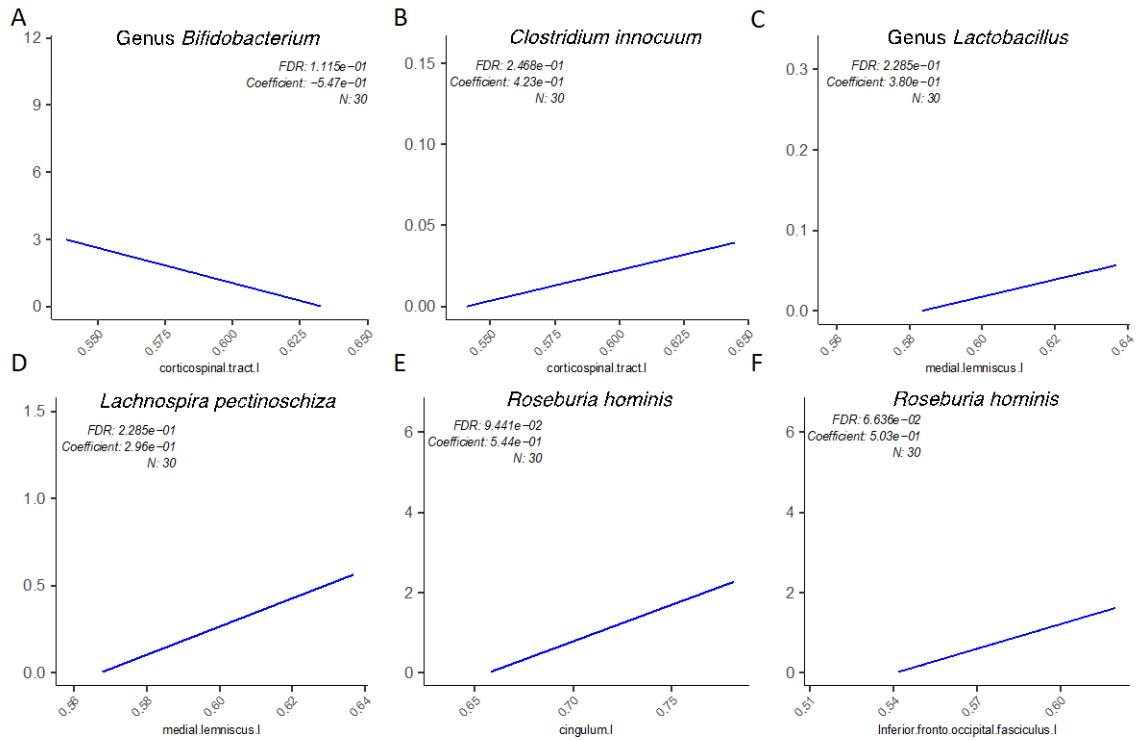 A
Genus Bifidobacterium
FDR: 1.115e−01
Coefficient: −5.47e−01
N: 30
12
9
6
3
0
0.550
0.575
0.600
0.625
0.650
corticospinal.tract.l
B
Clostridium innocuum
FDR: 2.468e−01
Coefficient: 4.23e−01
N: 30
0.15
0.10
0.05
0.00
0.550
0.575
0.600
0.625
0.650
corticospinal.tract.l
C
Genus Lactobacillus
FDR: 2.285e−01
Coefficient: 3.80e−01
N: 30
0.3
0.2
0.1
0.0
0.56
0.58
0.60
0.62
0.64
medial.lemniscus.l
D
Lachnospira pectinoschiza
FDR: 2.285e−01
Coefficient: 2.96e−01
N: 30
1.5
1.0
0.5
0.0
0.56
0.58
0.60
0.62
0.64
medial.lemniscus.l
E
Roseburia hominis
FDR: 9.441e−02
Coefficient: 5.44e−01
N: 30
6
4
2
0
0.65
0.70
0.75
cingulum.l
F
Roseburia hominis
FDR: 6.636e−02
Coefficient: 5.03e−01
N: 30
6
4
2
0
0.51
0.54
0.57
0.60
Inferior.fronto.occipital.fasciculus.l